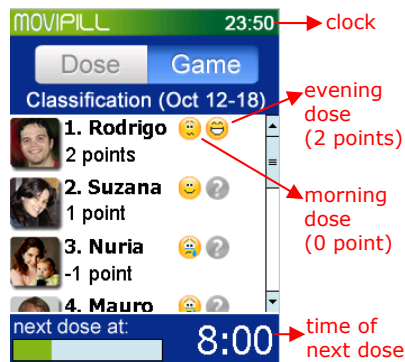 MOVIPILL 23:50
clock
Dose Game
Classification (Oct 12-18)
evening
dose
(2 points)
1. Rodrigo
2 points
2. Suzana ?
1 point
morning
dose
(0 point)
3. Nuria ?
-1 point
4. Mauro ?
next dose at:
8:00
time of
next dose